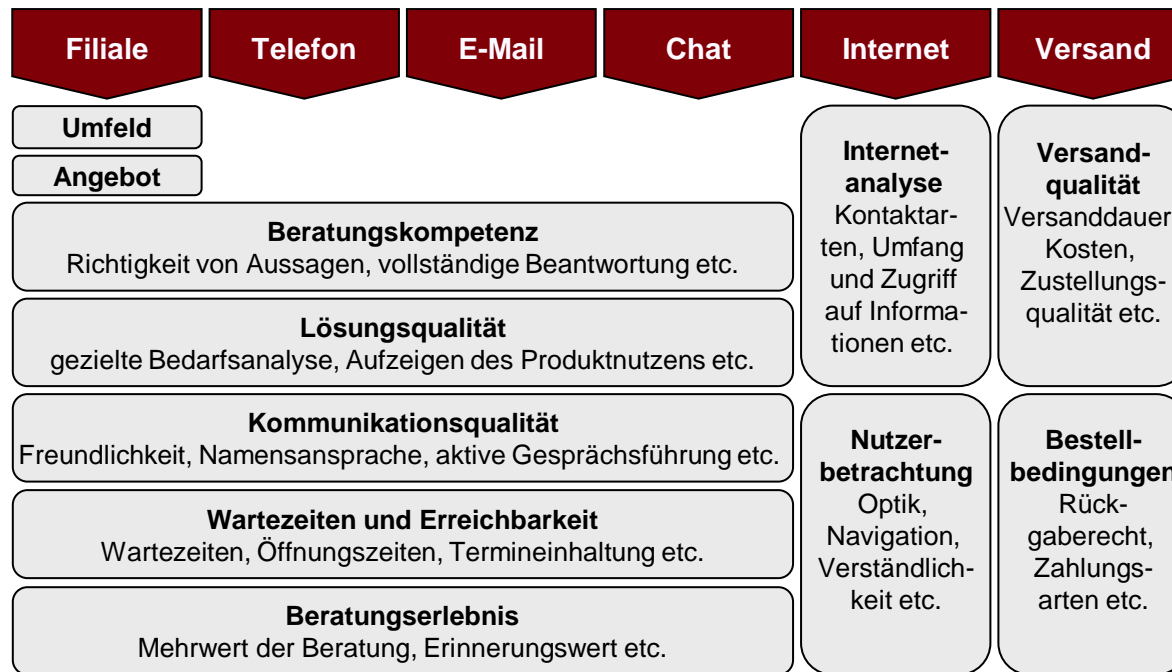 Filiale
Telefon
E-Mail
Chat
Internet
Versand
Umfeld
Angebot
Beratungskompetenz
Richtigkeit von Aussagen, vollständige Beantwortung etc.
Lösungsqualität
gezielte Bedarfsanalyse, Aufzeigen des Produktnutzens etc.
Kommunikationsqualität
Freundlichkeit, Namensansprache, aktive Gesprächsführung etc.
Wartezeiten und Erreichbarkeit
Wartezeiten, Öffnungszeiten, Termineinhaltung etc.
Beratungserlebnis
Mehrwert der Beratung, Erinnerungswert etc.
Internet-
analyse
Kontaktar-
ten, Umfang
und Zugriff
auf Informa-
tionen etc.
Nutzer-
betrachtung
Optik,
Navigation,
Verständlich-
keit etc.
Versand-
qualität
Versanddauer
Kosten,
Zustellungs-
qualität etc.
Bestell-
bedingungen
Rück-
gaberecht,
Zahlungs-
arten etc.